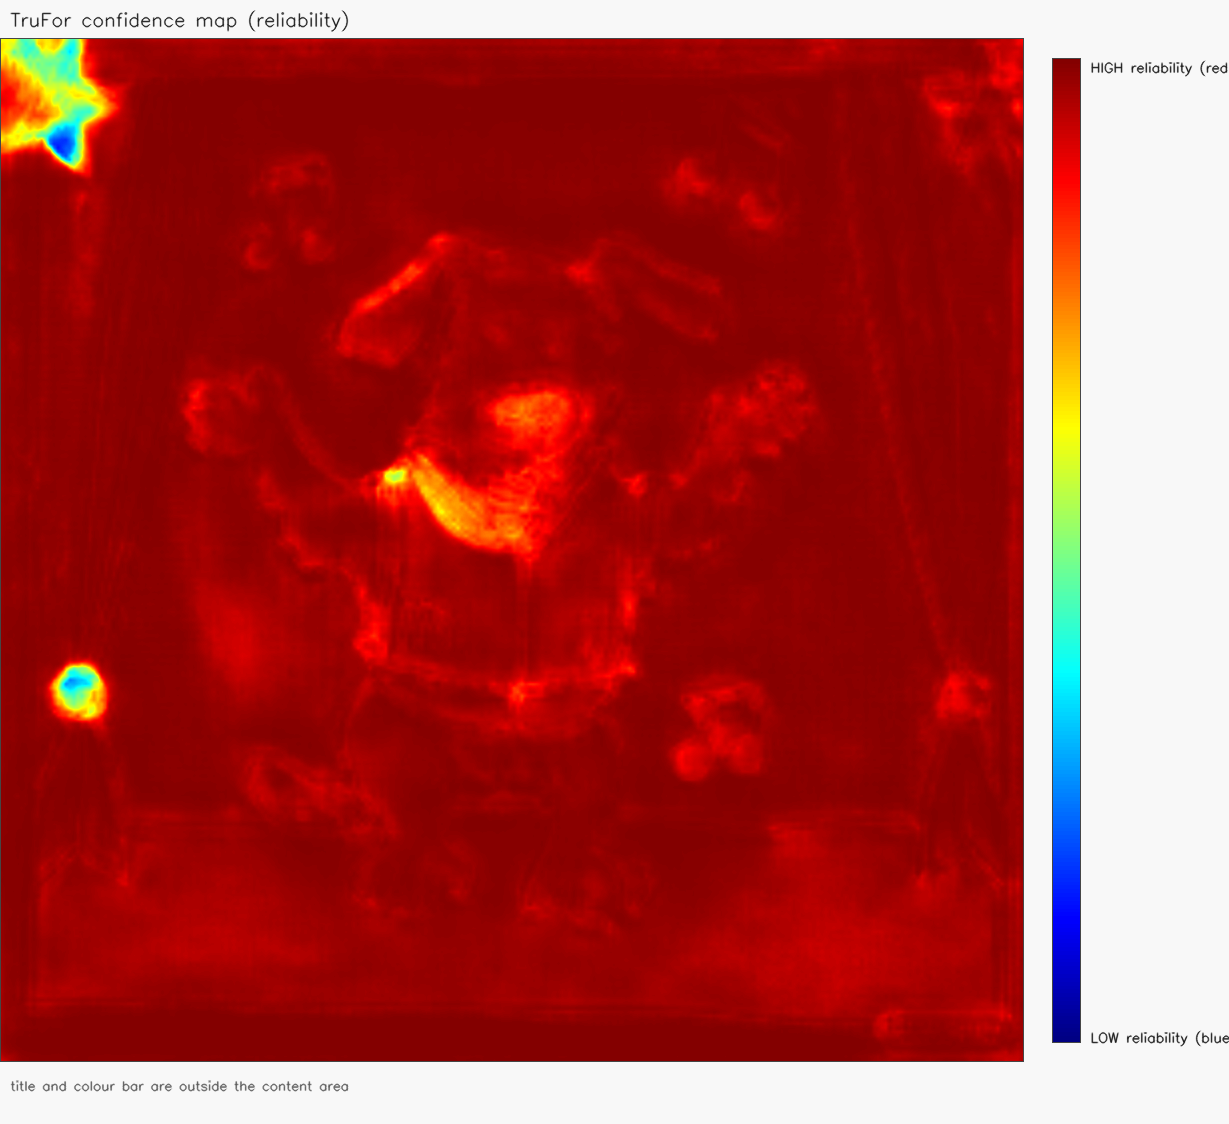 TruFor confidence map (reliability)
HIGH reliability (red
LOW reliability (blue
title and colour bar are outside the content area